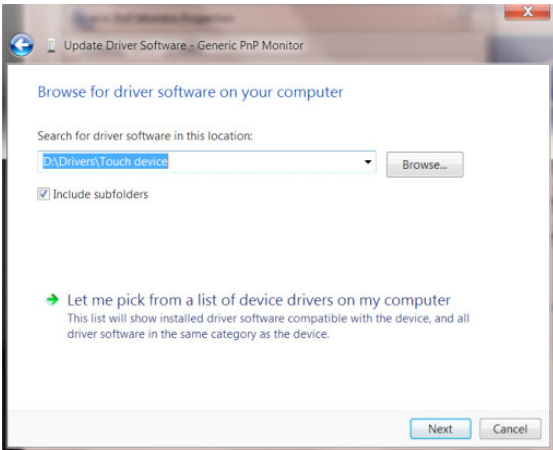 Update Driver Software - Generic PnP Monitor
Browse for driver software on your computer
Search for driver software in this location:
D:\Drivers\Touch device
Browse...
Include subfolders
Let me pick from a list of device drivers on my computer
This list will show installed driver software compatible with the device, and all
driver software in the same category as the device.
Next
Cancel